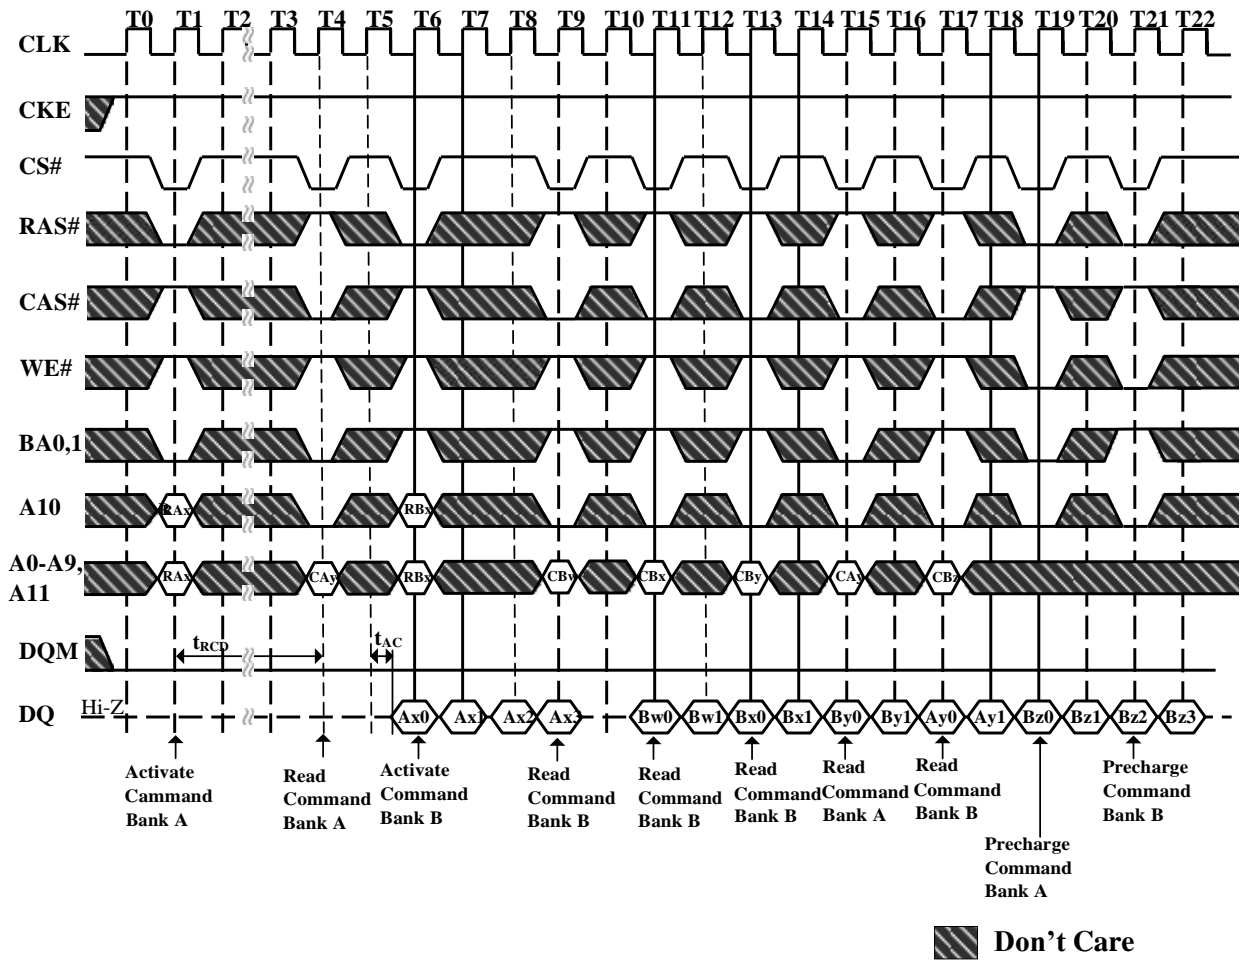 T0 T1 T2 T3 T4 T5 T6 T7 T8 T9 T10 T11 T12 T13 T14 T15 T16 T17 T18 T19 T20 T21 T22
CLK
CKE
CS#
RAS#
CAS#
WE#
BA0,1
A10 RAx RBx
A0-A9,
A11
RAx CAy RBx CBw CBx CBy CAy CBz
DQM tRCD tAC
DQ Hi-Z Ax0 Ax1 Ax2 Ax3 Bw0 Bw1 Bx0 Bx1 By0 By1 Ay0 Ay1 Bz0 Bz1 Bz2 Bz3
Activate
Cammand
Bank A
Read
Command
Bank A
Activate
Command
Bank B
Read
Command
Bank B
Read
Command
Bank B
Read
Command
Bank B
Read
Command
Bank A
Read
Command
Bank B
Precharge
Command
Bank A
Precharge
Command
Bank B
Don't Care